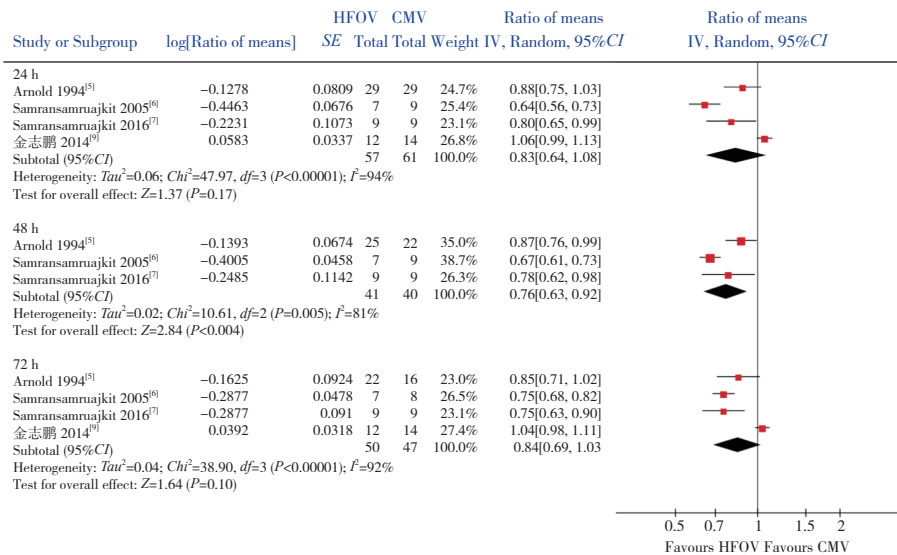 HFOV CMV Ratio of means Ratio of means
Study or Subgroup log[Ratio of means] SE Total Total Weight IV, Random, 95%CI IV, Random, 95%CI
24 h
Arnold 1994[5] −0.1278 0.0809 29 29 24.7% 0.88[0.75, 1.03]
Samransamruajkit 2005[6] −0.4463 0.0676 7 9 25.4% 0.64[0.56, 0.73]
Samransamruajkit 2016[7] −0.2231 0.1073 9 9 23.1% 0.80[0.65, 0.99]
金志鹏 2014[9] 0.0583 0.0337 12 14 26.8% 1.06[0.99, 1.13]
Subtotal (95%CI) 57 61 100.0% 0.83[0.64, 1.08]
Heterogeneity: Tau2=0.06; Chi2=47.97, df=3 (P<0.00001); I2=94%
Test for overall effect: Z=1.37 (P=0.17)
48 h
Arnold 1994[5] −0.1393 0.0674 25 22 35.0% 0.87[0.76, 0.99]
Samransamruajkit 2005[6] −0.4005 0.0458 7 9 38.7% 0.67[0.61, 0.73]
Samransamruajkit 2016[7] −0.2485 0.1142 9 9 26.3% 0.78[0.62, 0.98]
Subtotal (95%CI) 41 40 100.0% 0.76[0.63, 0.92]
Heterogeneity: Tau2=0.02; Chi2=10.61, df=2 (P=0.005); I2=81%
Test for overall effect: Z=2.84 (P<0.004)
72 h
Arnold 1994[5] −0.1625 0.0924 22 16 23.0% 0.85[0.71, 1.02]
Samransamruajkit 2005[6] −0.2877 0.0478 7 8 26.5% 0.75[0.68, 0.82]
Samransamruajkit 2016[7] −0.2877 0.091 9 9 23.1% 0.75[0.63, 0.90]
金志鹏 2014[9] 0.0392 0.0318 12 14 27.4% 1.04[0.98, 1.11]
Subtotal (95%CI) 50 47 100.0% 0.84[0.69, 1.03
Heterogeneity: Tau2=0.04; Chi2=38.90, df=3 (P<0.00001); I2=92%
Test for overall effect: Z=1.64 (P=0.10)
0.5 0.7 1 1.5 2
Favours HFOV Favours CMV